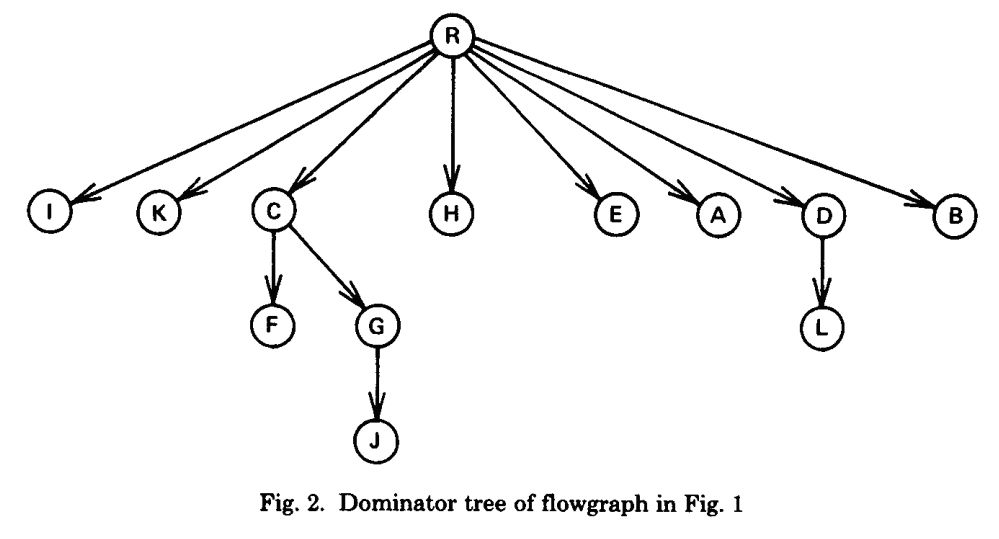 R
I K C H E A D B
F G L
J
Fig. 2. Dominator tree of flowgraph in Fig. 1